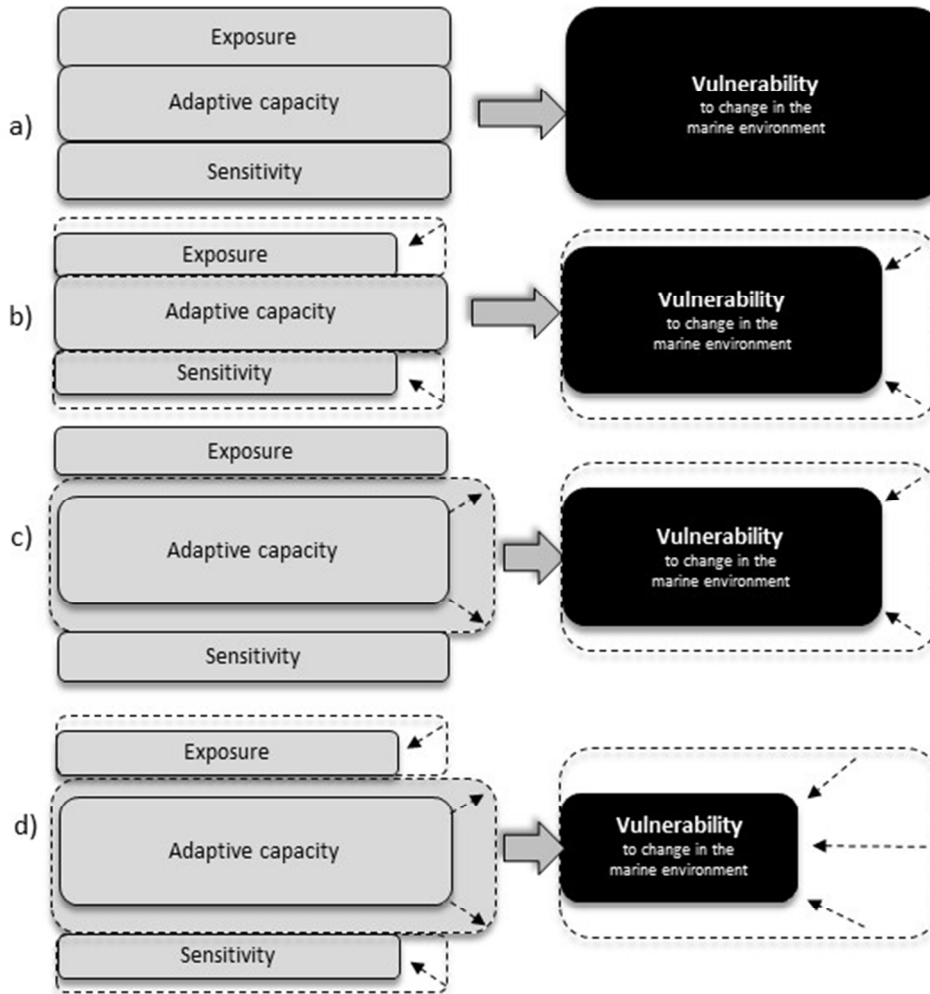 Exposure
Adaptive capacity
Sensitivity
a)
Vulnerability
to change in the
marine environment
Exposure
Adaptive capacity
Sensitivity
b)
Vulnerability
to change in the
marine environment
Exposure
Adaptive capacity
Sensitivity
c)
Vulnerability
to change in the
marine environment
Exposure
Adaptive capacity
Sensitivity
d)
Vulnerability
to change in the
marine environment